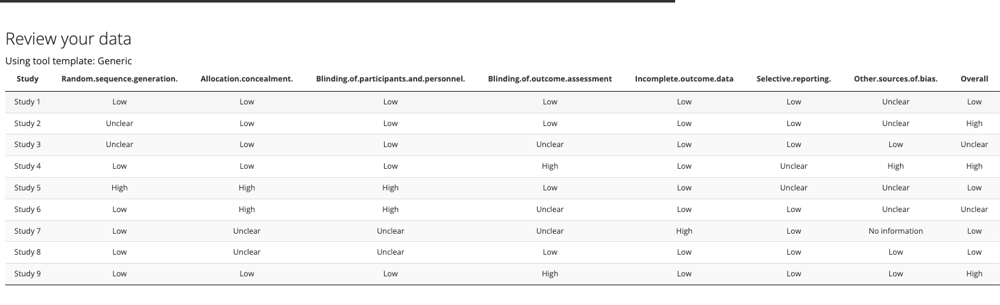 Review your data
Using tool template: Generic
Study Random.sequence.generation. Allocation.concealment. Blinding.of.participants.and.personnel. Blinding.of.outcome.assessment Incomplete.outcome.data Selective.reporting. Other.sources.of.bias. Overall
Study 1 Low Low Low Low Low Low Unclear Low
Study 2 Unclear Low Low Low Low Low Unclear High
Study 3 Unclear Low Low Unclear Low Low Low Unclear
Study 4 Low Low Low High Low Unclear High High
Study 5 High High High Low Low Unclear Unclear Low
Study 6 Low High High Unclear Low Low Unclear Unclear
Study 7 Low Unclear Unclear Unclear High Low No information Low
Study 8 Low Unclear Unclear Low Low Low Low Low
Study 9 Low Low Low High Low Low Low High